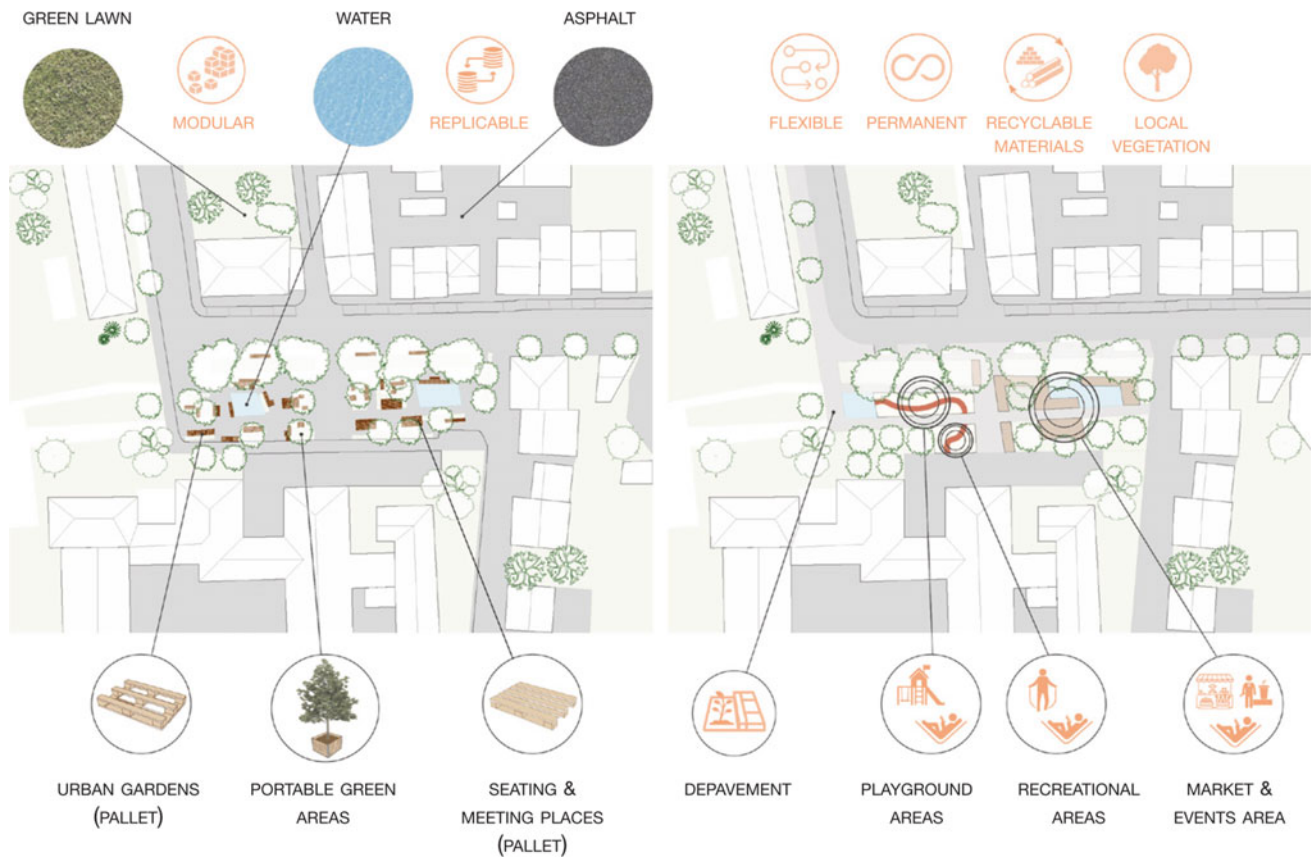 GREEN LAWN
WATER
ASPHALT
MODULAR
REPLICABLE
FLEXIBLE
PERMANENT
RECYCLABLE
MATERIALS
LOCAL
VEGETATION
URBAN GARDENS
(PALLET)
PORTABLE GREEN
AREAS
SEATING &
MEETING PLACES
(PALLET)
DEPAVEMENT
PLAYGROUND
AREAS
RECREATIONAL
AREAS
MARKET &
EVENTS AREA